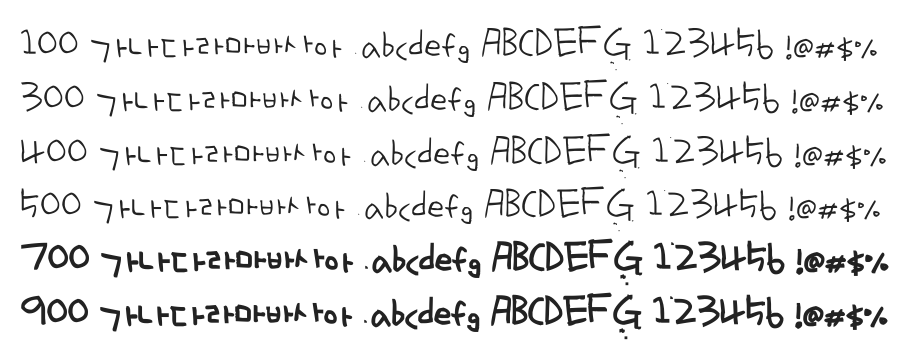 100 가나다라마바사아 abcdefg ABCDEFG 123456 !@#$%
300 가나다라마바사아 abcdefg ABCDEFG 123456 !@#$%
400 가나다라마바사아 abcdefg ABCDEFG 123456 !@#$%
500 가나다라마바사아 abcdefg ABCDEFG 123456 !@#$%
700 가나다라마바사아 abcdefg ABCDEFG 123456 !@#$%
900 가나다라마바사아 abcdefg ABCDEFG 123456 !@#$%